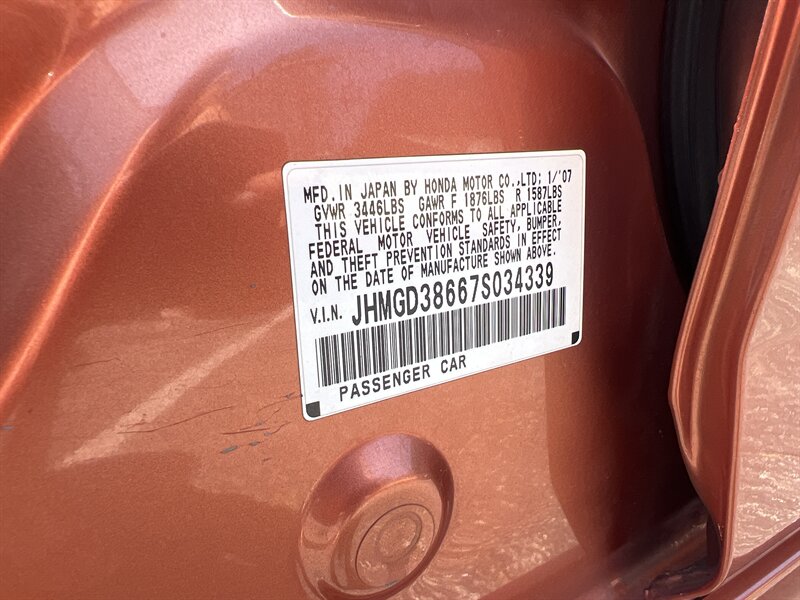 MFD. IN JAPAN BY HONDA MOTOR CO.,LTD: 1/'07
GVWR 3446LBS GAWR F 1876LBS R 1587LBS
THIS VEHICLE CONFORMS TO ALL APPLICABLE
FEDERAL MOTOR VEHICLE SAFETY, BUMPER,
AND THEFT PREVENTION STANDARDS IN EFFECT
ON THE DATE OF MANUFACTURE SHOWN ABOVE.
V.I.N. JHMGD38667S034339
PASSENGER CAR